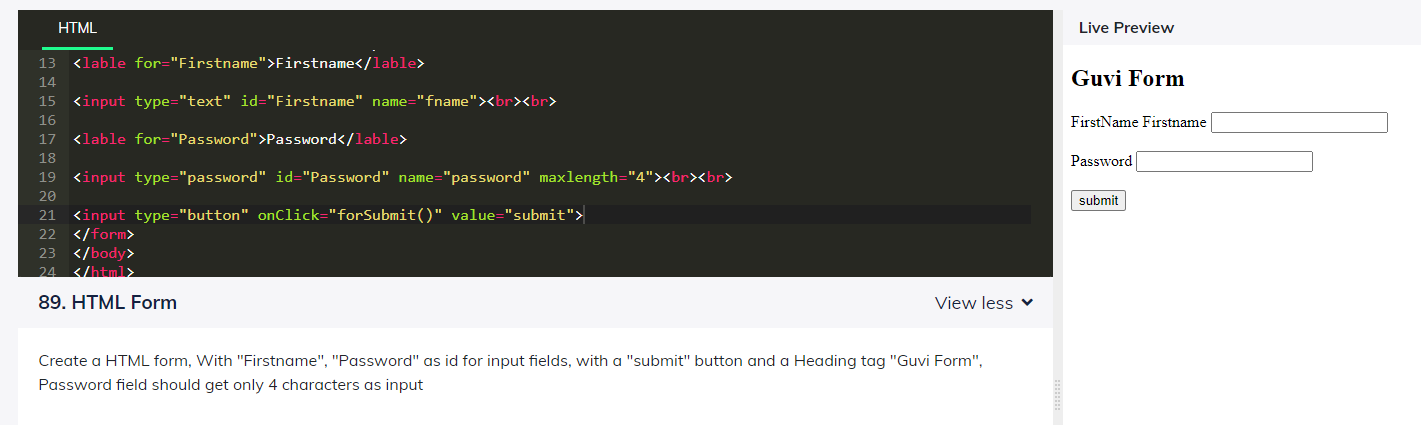 HTML
Live Preview
13 <lable for="Firstname">Firstname</lable>
14
15 <input type="text" id="Firstname" name="fname"><br><br>
16
17 <lable for="Password">Password</lable>
18
19 <input type="password" id="Password" name="password" maxlength="4"><br><br>
20
21 <input type="button" onClick="forSubmit()" value="submit">
22 </form>
23 </body>
24 </html>
Guvi Form
FirstName Firstname
Password
submit
89. HTML Form
View less
Create a HTML form, With "Firstname", "Password" as id for input fields, with a "submit" button and a Heading tag "Guvi Form",
Password field should get only 4 characters as input